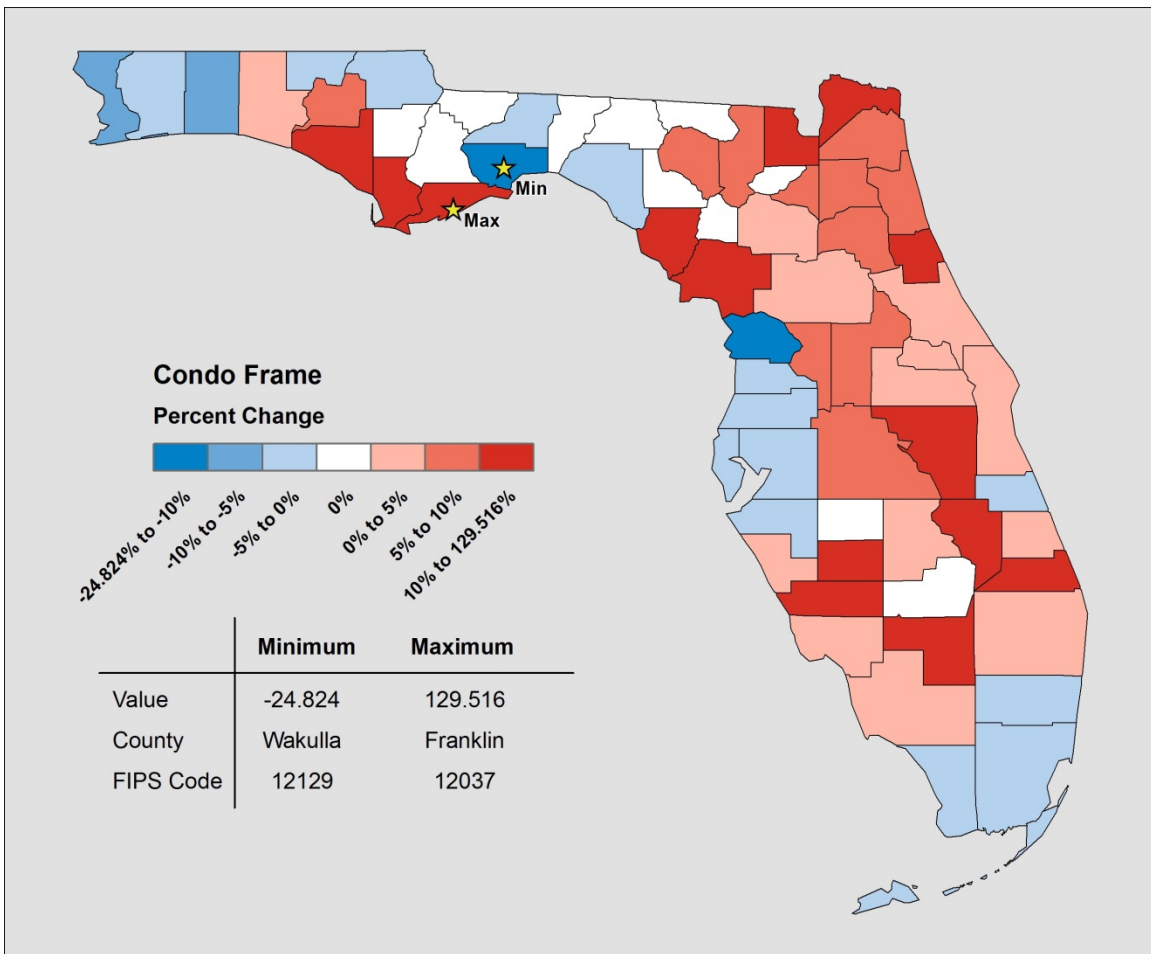 Min
Max
Condo Frame
Percent Change
-24.824% to -10%
-10% to -5%
-5% to 0%
0%
0% to 5%
5% to 10%
10% to 129.516%
Minimum Maximum
Value -24.824 129.516
County Wakulla Franklin
FIPS Code 12129 12037